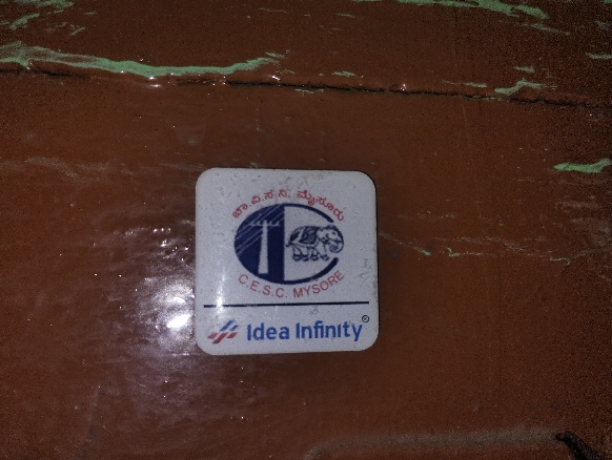 ಚಾ.ವಿ.ಸ.ನಿ. ಮೈಸೂರು
C.E.S.C. MYSORE
Idea Infinity®